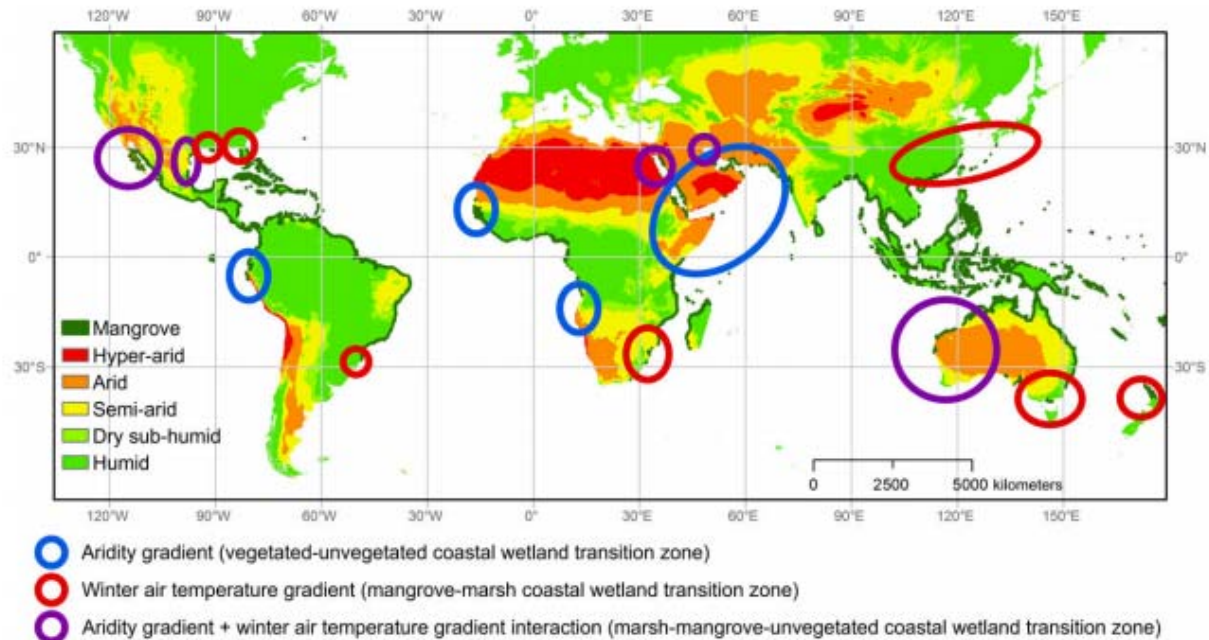 120°W 90°W 60°W 30°W 0° 30°E 60°E 90°E 120°E 150°E
30°N 30°N
0° 0°
30°S 30°S
Mangrove
Hyper-arid
Arid
Semi-arid
Dry sub-humid
Humid
0 2500 5000 kilometers
120°W 90°W 60°W 30°W 0° 30°E 60°E 90°E 120°E 150°E
Aridity gradient (vegetated-unvegetated coastal wetland transition zone)
Winter air temperature gradient (mangrove-marsh coastal wetland transition zone)
Aridity gradient + winter air temperature gradient interaction (marsh-mangrove-unvegetated coastal wetland transition zone)